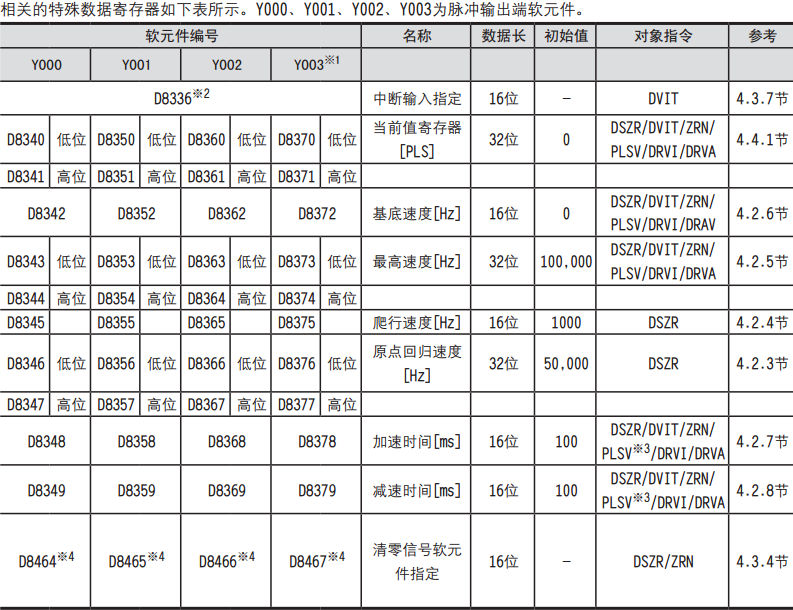 相关的特殊数据寄存器如下表所示。Y000、Y001、Y002、Y003为脉冲输出端软元件。
软元件编号 名称 数据长 初始值 对象指令 参考
Y000 Y001 Y002 Y003※1
D8336※2 中断输入指定 16位 - DVIT 4.3.7节
D8340 低位 D8350 低位 D8360 低位 D8370 低位 当前值寄存器 [PLS] 32位 0 DSZR/DVIT/ZRN/ PLSV/DRVI/DRVA 4.4.1节
D8341 高位 D8351 高位 D8361 高位 D8371 高位
D8342 D8352 D8362 D8372 基底速度[Hz] 16位 0 DSZR/DVIT/ZRN/ PLSV/DRVI/DRAV 4.2.6节
D8343 低位 D8353 低位 D8363 低位 D8373 低位 最高速度[Hz] 32位 100,000 DSZR/DVIT/ZRN/ PLSV/DRVI/DRVA 4.2.5节
D8344 高位 D8354 高位 D8364 高位 D8374 高位
D8345 D8355 D8365 D8375 爬行速度[Hz] 16位 1000 DSZR 4.2.4节
D8346 低位 D8356 低位 D8366 低位 D8376 低位 原点回归速度 [Hz] 32位 50,000 DSZR 4.2.3节
D8347 高位 D8357 高位 D8367 高位 D8377 高位
D8348 D8358 D8368 D8378 加速时间[ms] 16位 100 DSZR/DVIT/ZRN/ PLSV※3/DRVI/DRVA 4.2.7节
D8349 D8359 D8369 D8379 减速时间[ms] 16位 100 DSZR/DVIT/ZRN/ PLSV※3/DRVI/DRVA 4.2.8节
D8464※4 D8465※4 D8466※4 D8467※4 清零信号软元件指定 16位 - DSZR/ZRN 4.3.4节